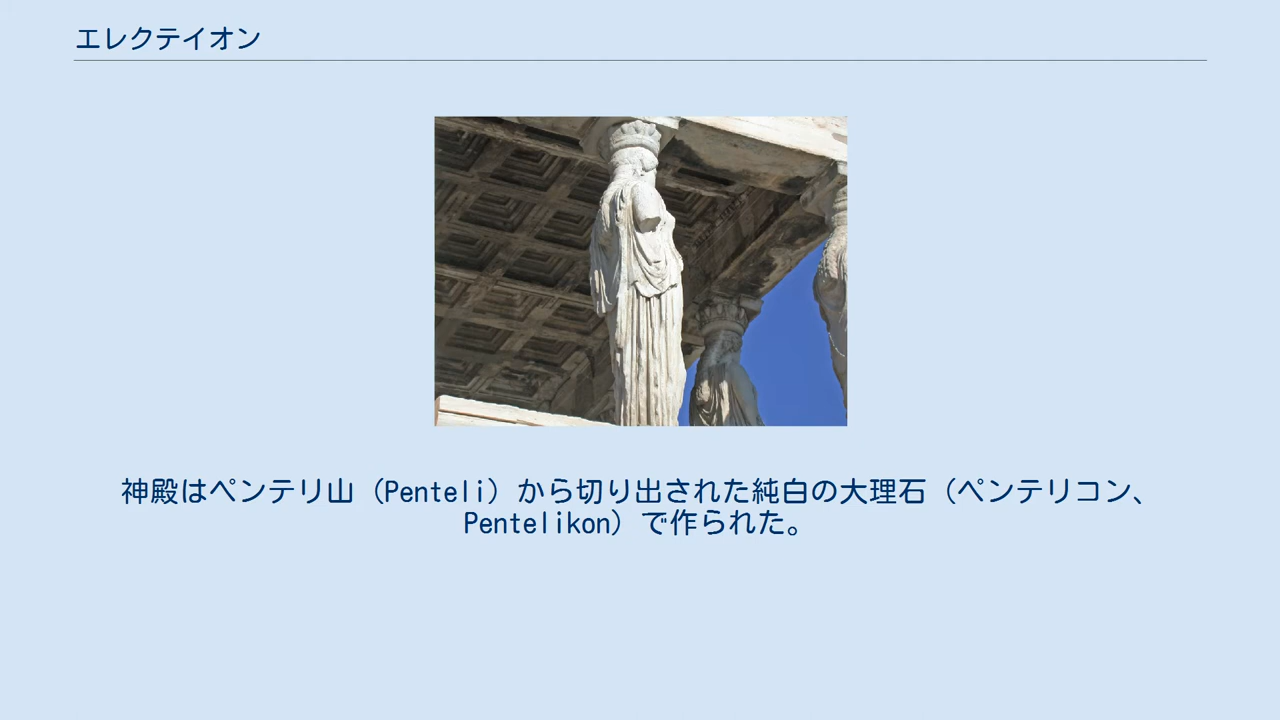 エレクテイオン
神殿はペンテリ山（Penteli）から切り出された純白の大理石（ペンテリコン、
Pentelikon）で作られた。